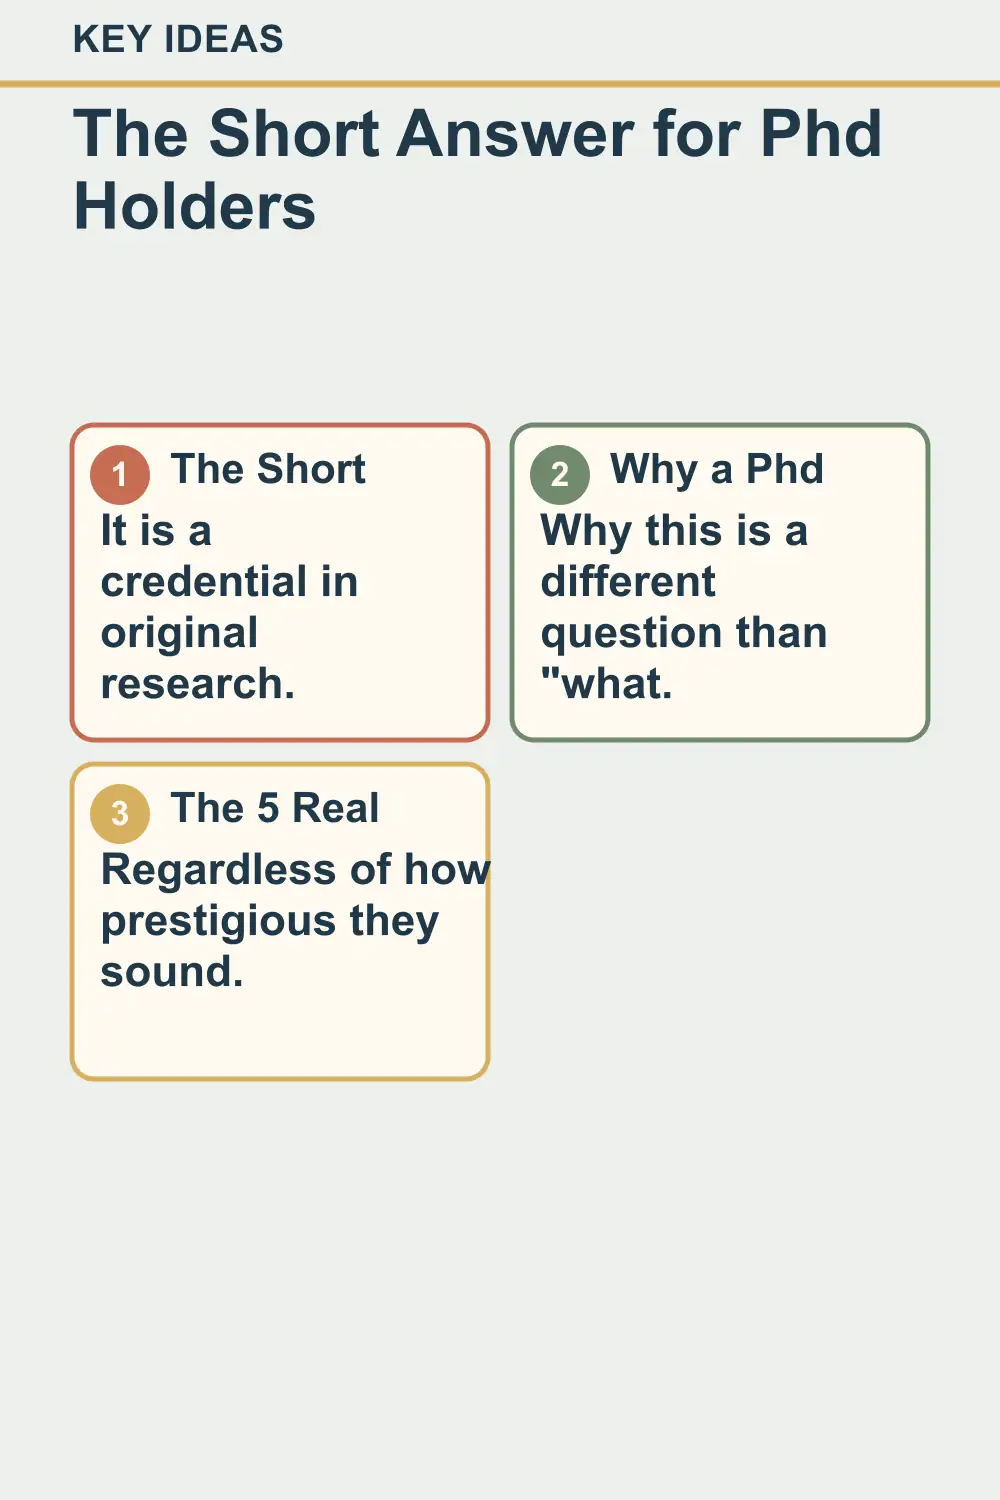 KEY IDEAS
The Short Answer for Phd
Holders
1 The Short
It is a
credential in
original
research.
2 Why a Phd
Why this is a
different
question than
"what.
3 The 5 Real
Regardless of how
prestigious they
sound.